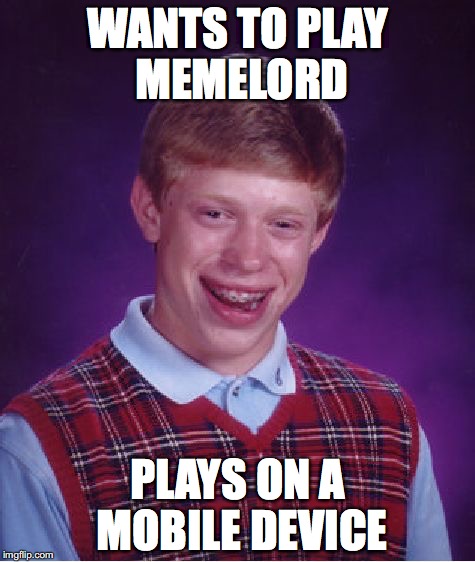 WANTS TO PLAY
MEMELORD
PLAYS ON A
MOBILE DEVICE
imgflip.com